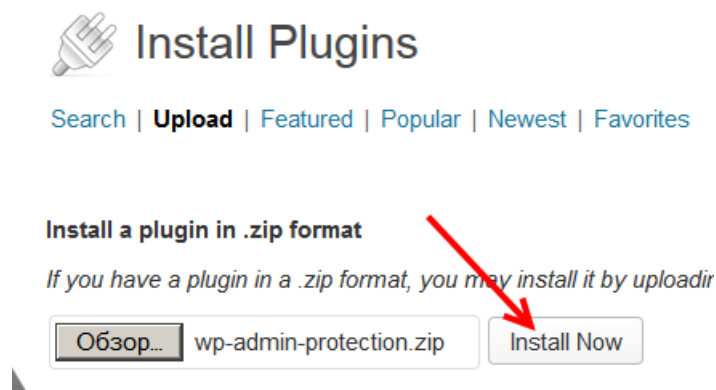 Install Plugins
Search | Upload | Featured | Popular | Newest | Favorites
Install a plugin in .zip format
If you have a plugin in a .zip format, you may install it by
Обзор... wp-admin-protection.zip Install Now